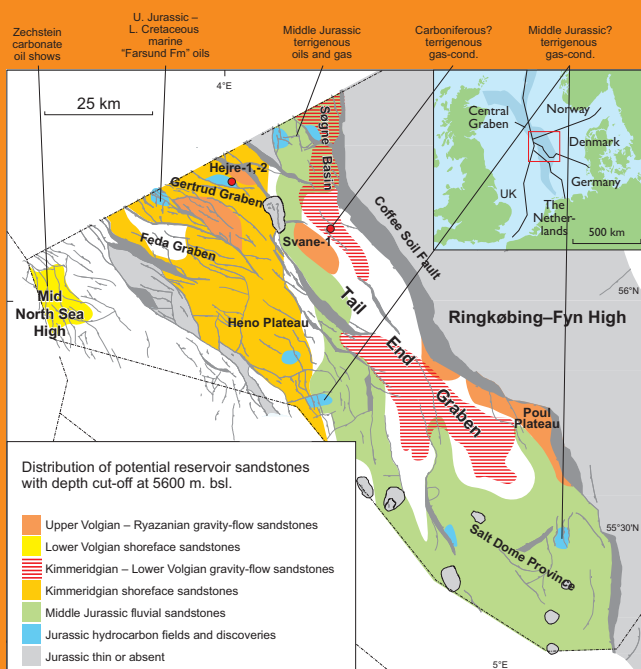 Zechstein
carbonate
oil shows
U. Jurassic –
L. Cretaceous
marine
“Farsund Fm” oils
Middle Jurassic
terrigenous
oils and gas
Carboniferous?
terrigenous
gas-cond.
Middle Jurassic?
terrigenous
gas-cond.
25 km
4°E
Central
Graben
Norway
Denmark
Germany
UK
The
Nether-
lands
500 km
Søgne Basin
Hejre-1,-2
Gertrud Graben
Feda Graben
Svane-1
Coffee Soil Fault
56°N
Mid
North Sea
High
Heno Plateau
Tail
End
Graben
Ringkøbing–Fyn High
Poul
Plateau
Salt Dome Province
55°30'N
5°E
Distribution of potential reservoir sandstones
with depth cut-off at 5600 m. bsl.
Upper Volgian – Ryazanian gravity-flow sandstones
Lower Volgian shoreface sandstones
Kimmeridgian – Lower Volgian gravity-flow sandstones
Kimmeridgian shoreface sandstones
Middle Jurassic fluvial sandstones
Jurassic hydrocarbon fields and discoveries
Jurassic thin or absent